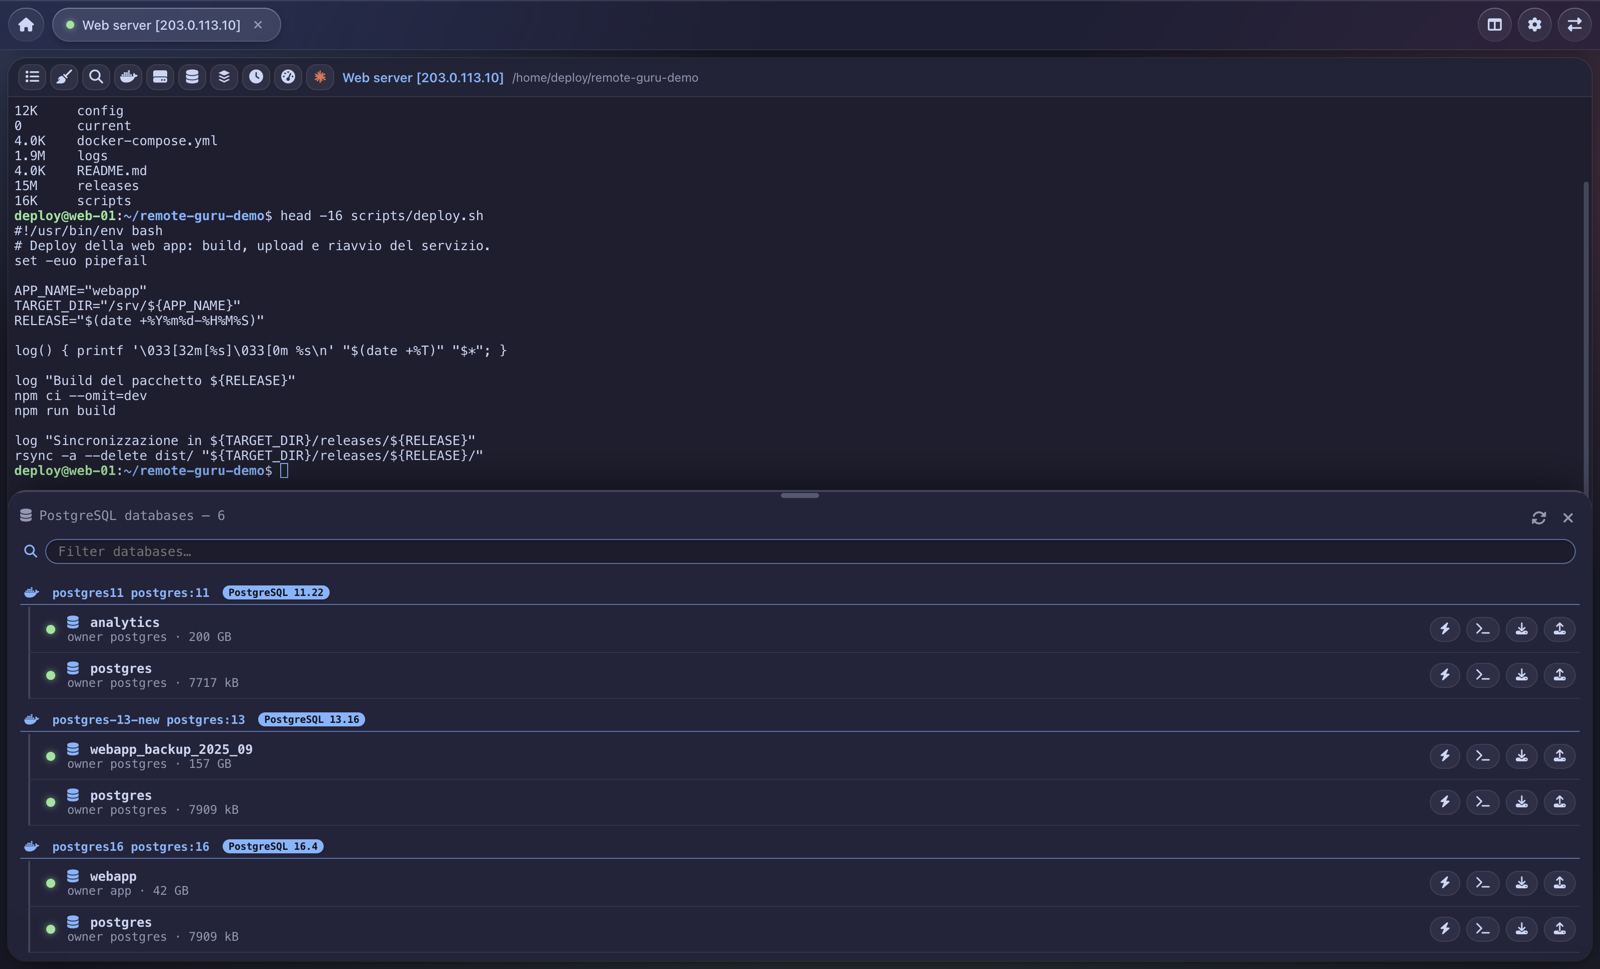 Web server [203.0.113.10]
Web server [203.0.113.10] /home/deploy/remote-guru-demo
12K config
0 current
4.0K docker-compose.yml
1.9M logs
4.0K README.md
15M releases
16K scripts
deploy@web-01:~/remote-guru-demo$ head -16 scripts/deploy.sh
#!/usr/bin/env bash
# Deploy della web app: build, upload e riavvio del servizio.
set -euo pipefail
APP_NAME="webapp"
TARGET_DIR="/srv/${APP_NAME}"
RELEASE="$(date +%Y%m%d-%H%M%S)"
log() { printf '\033[32m[%s]\033[0m %s\n' "$(date +%T)" "$*"; }
log "Build del pacchetto ${RELEASE}"
npm ci --omit=dev
npm run build
log "Sincronizzazione in ${TARGET_DIR}/releases/${RELEASE}"
rsync -a --delete dist/ "${TARGET_DIR}/releases/${RELEASE}/"
deploy@web-01:~/remote-guru-demo$
PostgreSQL databases — 6
Filter databases…
postgres11 postgres:11 PostgreSQL 11.22
analytics
owner postgres · 200 GB
postgres
owner postgres · 7717 kB
postgres-13-new postgres:13 PostgreSQL 13.16
webapp_backup_2025_09
owner postgres · 157 GB
postgres
owner postgres · 7909 kB
postgres16 postgres:16 PostgreSQL 16.4
webapp
owner app · 42 GB
postgres
owner postgres · 7909 kB